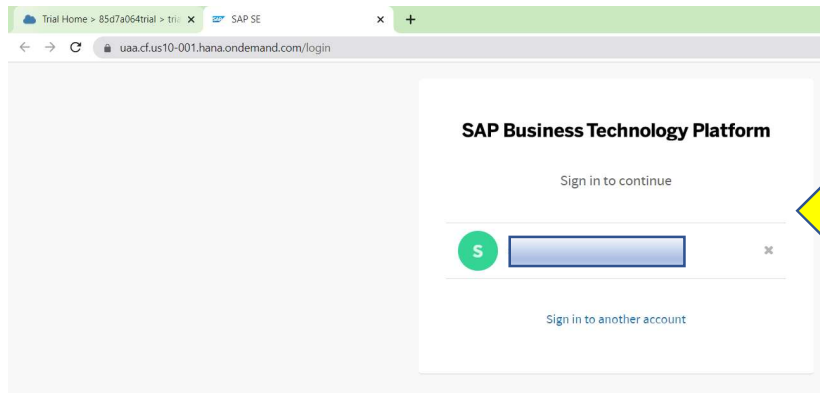 Trial Home > 85d7a064trial > tri
SAP SE
uaa.cf.us10-001.hana.ondemand.com/login
SAP Business Technology Platform
Sign in to continue
S
Sign in to another account